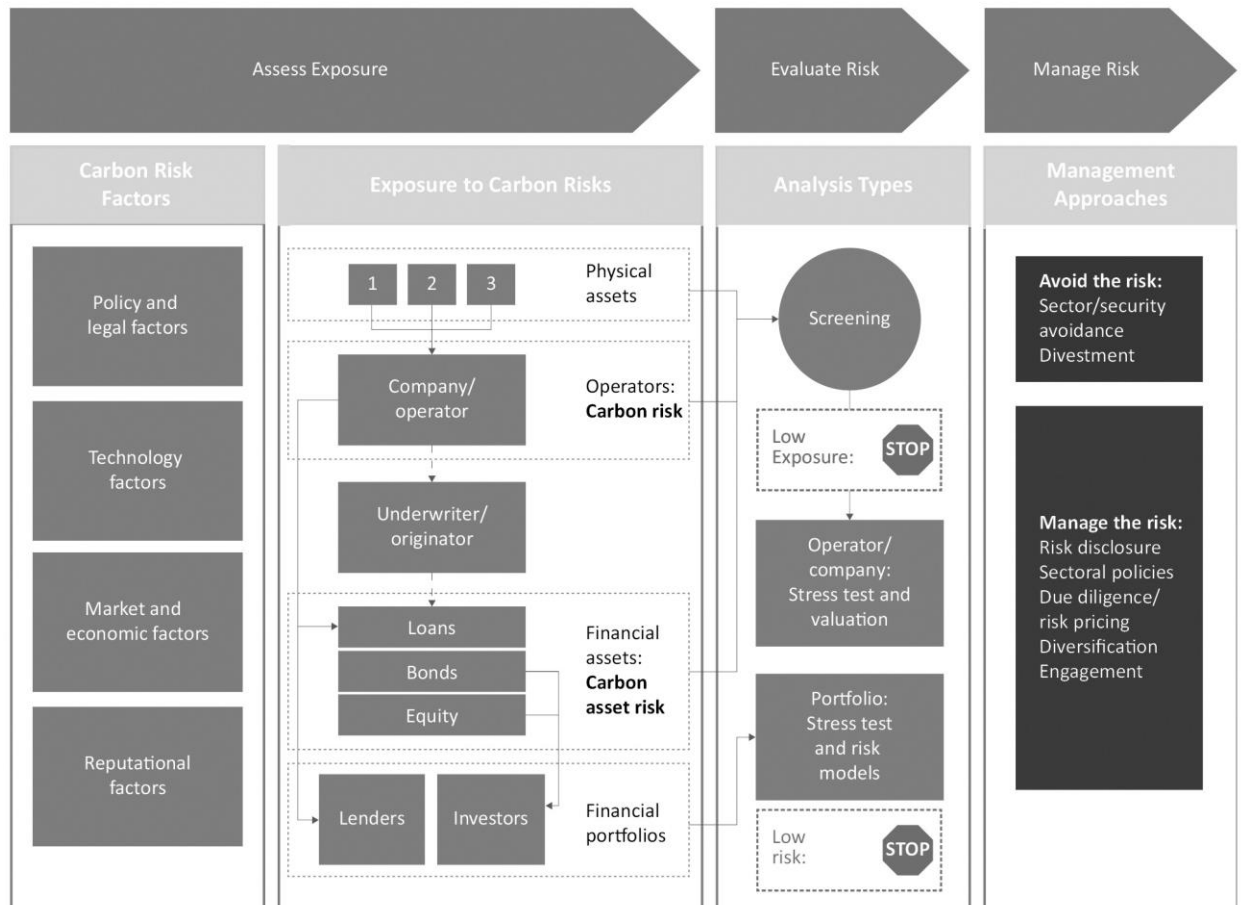 Assess Exposure
Evaluate Risk
Manage Risk
Carbon Risk
Factors
Exposure to Carbon Risks
Analysis Types
Management
Approaches
Policy and
legal factors
Technology
factors
Market and
economic factors
Reputational
factors
1
2
3
Physical
assets
Company/
operator
Operators:
Carbon risk
Underwriter/
originator
Loans
Bonds
Equity
Financial
assets:
Carbon
asset risk
Lenders
Investors
Financial
portfolios
Screening
Low
Exposure:
STOP
Operator/
company:
Stress test and
valuation
Portfolio:
Stress test
and risk
models
Low
risk:
STOP
Avoid the risk:
Sector/security
avoidance
Divestment
Manage the risk:
Risk disclosure
Sectoral policies
Due diligence/
risk pricing
Diversification
Engagement